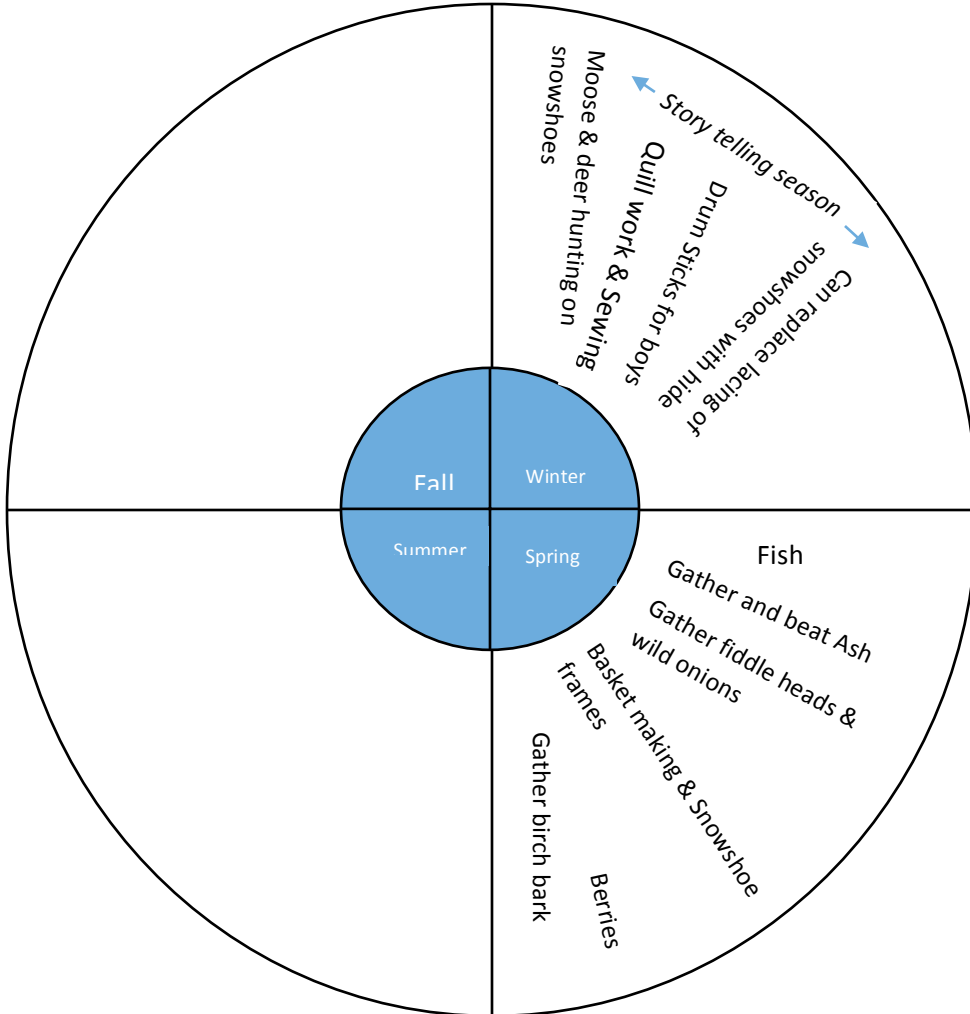 Story telling season
Moose & deer hunting on
snowshoes
Quill work & Sewing
Drum Sticks for boys
Can replace lacing of
snowshoes with hide
Fall
Winter
Summer
Spring
Fish
Gather and beat Ash
Gather fiddle heads &
wild onions
Basket making & Snowshoe
frames
Gather birch bark
Berries